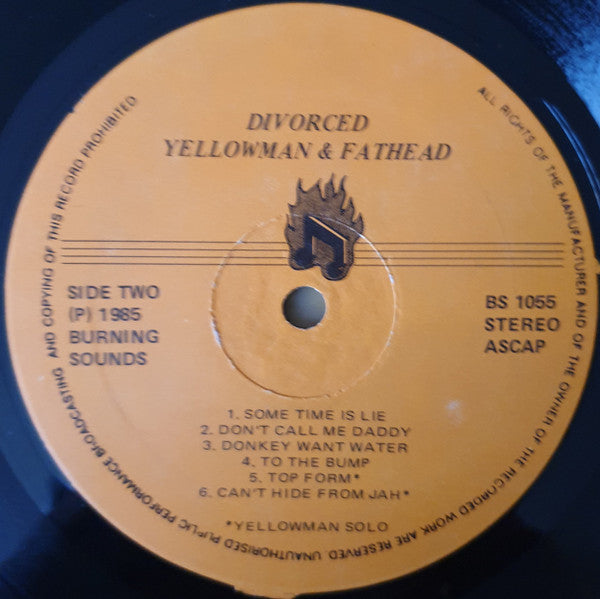 DIVORCED
YELLOWMAN & FATHEAD
SIDE TWO
(P) 1985
BURNING
SOUNDS
BS 1055
STEREO
ASCAP
1. SOME TIME IS LIE
2. DON'T CALL ME DADDY
3. DONKEY WANT WATER
4. TO THE BUMP
5. TOP FORM*
6. CAN'T HIDE FROM JAH*
*YELLOWMAN SOLO
ALL RIGHTS OF THE MANUFACTURER AND OF THE OWNER OF THE RECORDED WORK ARE RESERVED. UNAUTHORISED PUBLIC PERFORMANCE BROADCASTING AND COPYING OF THIS RECORD PROHIBITED